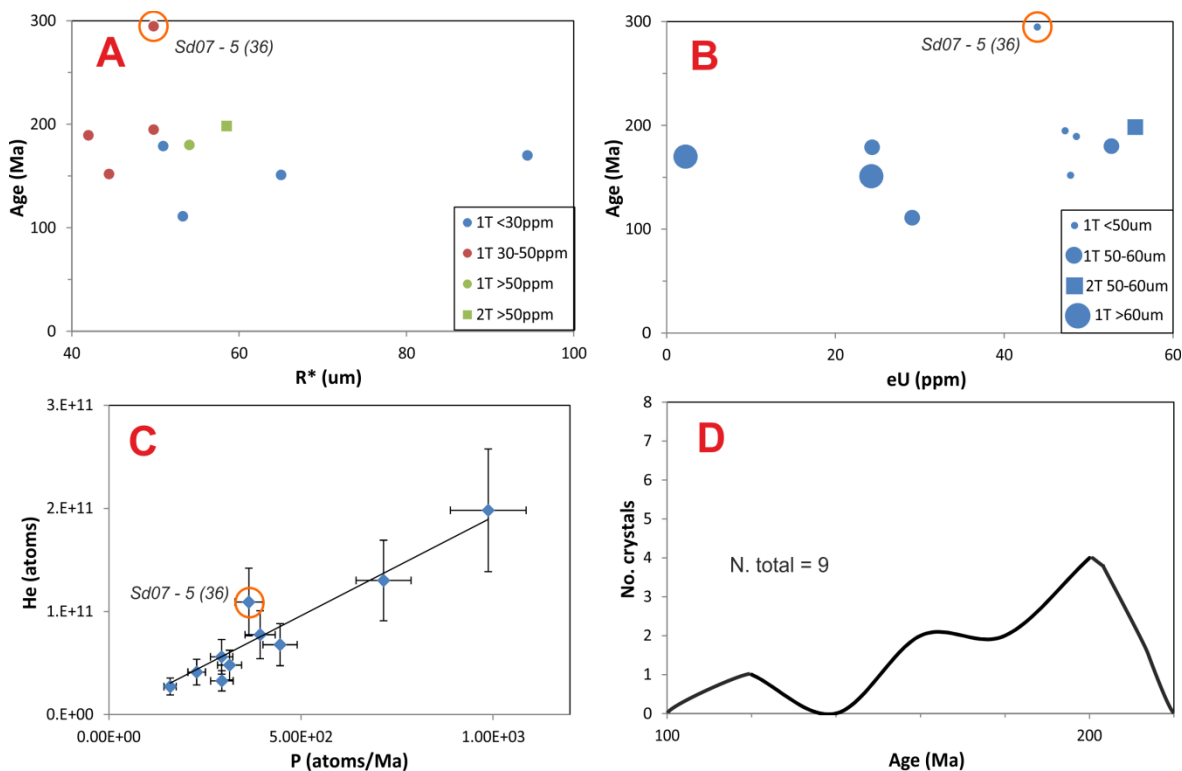 A
300
200
100
0
Age (Ma)
Sd07 - 5 (36)
1T <30ppm
1T 30-50ppm
1T >50ppm
2T >50ppm
40 60 80 100
R* (um)
B
300
200
100
0
Age (Ma)
Sd07 - 5 (36)
1T <50um
1T 50-60um
2T 50-60um
1T >60um
0 20 40 60
eU (ppm)
C
3.E+11
2.E+11
1.E+11
0.E+00
He (atoms)
Sd07 - 5 (36)
0.00E+00 5.00E+02 1.00E+03
P (atoms/Ma)
D
8
7
6
5
4
3
2
1
0
No. crystals
N. total = 9
100 200
Age (Ma)